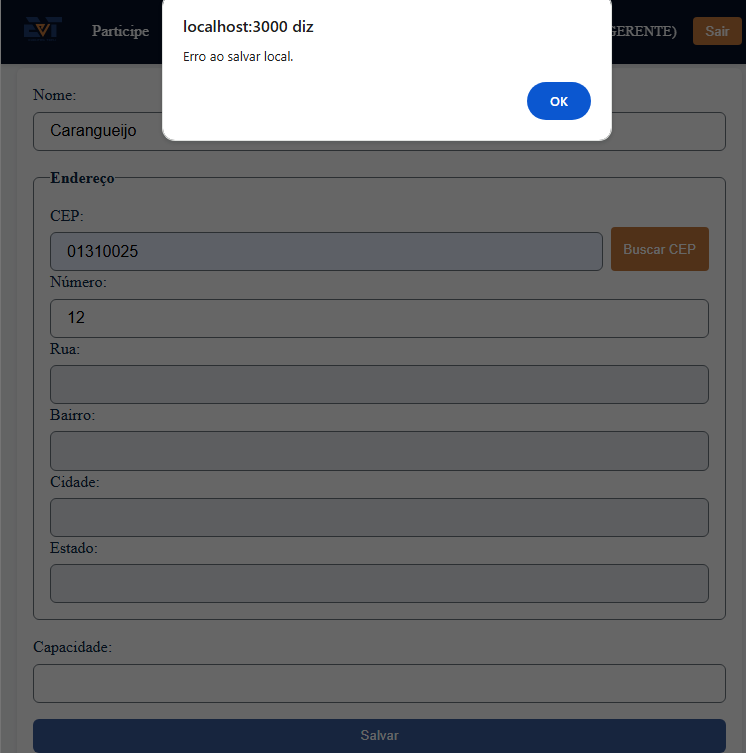 localhost:3000 diz
Erro ao salvar local.
OK
EVT
Participe
GERENTE)
Sair
Nome:
Carangueijo
Endereço
CEP:
01310025
Buscar CEP
Número:
12
Rua:
Bairro:
Cidade:
Estado:
Capacidade:
Salvar